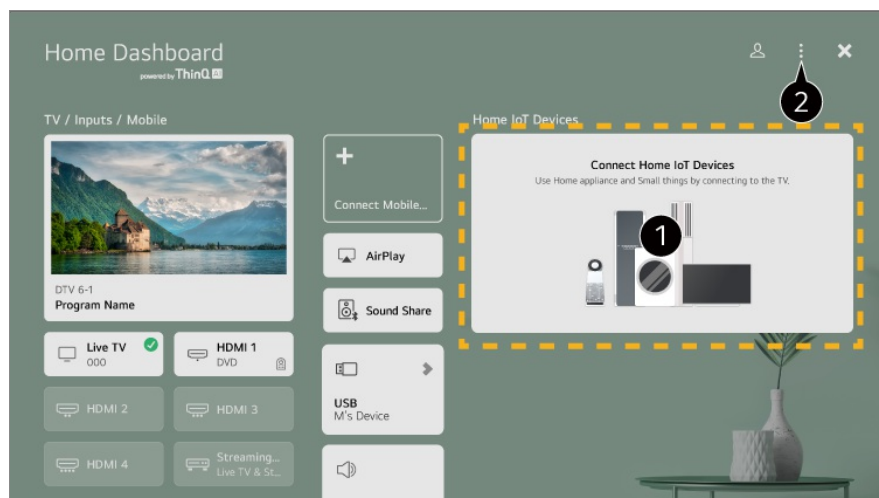 Home Dashboard
powered by ThinQ AI
2
TV / Inputs / Mobile
Home IoT Devices
DTV 6-1
Program Name
Live TV
000
HDMI 1
DVD
HDMI 2
HDMI 3
HDMI 4
Streaming...
Live TV & St...
Connect Mobile...
AirPlay
Sound Share
USB
M's Device
Connect Home IoT Devices
Use Home appliance and Small things by connecting to the TV.
1